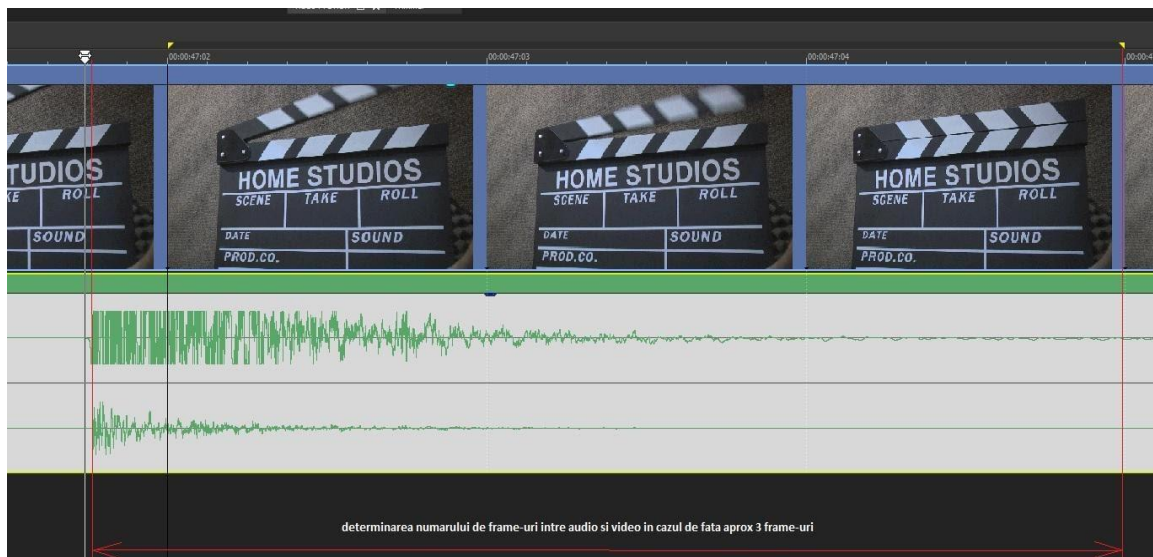 00:00:47:02
00:00:47:03
00:00:47:04
TUDIOS
KE ROLL
SOUND
HOME STUDIOS
SCENE TAKE ROLL
DATE SOUND
PROD.CO.
HOME STUDIOS
SCENE TAKE ROLL
DATE SOUND
PROD.CO.
HOME STUDIOS
SCENE TAKE ROLL
DATE SOUND
PROD.CO.
determinarea numarului de frame-uri intre audio si video in cazul de fata aprox 3 frame-uri